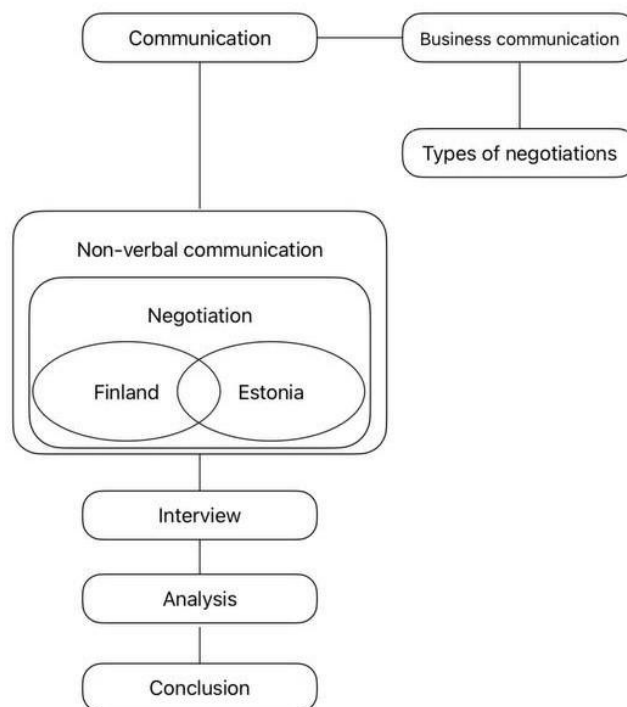 Communication
Business communication
Types of negotiations
Non-verbal communication
Negotiation
Finland
Estonia
Interview
Analysis
Conclusion